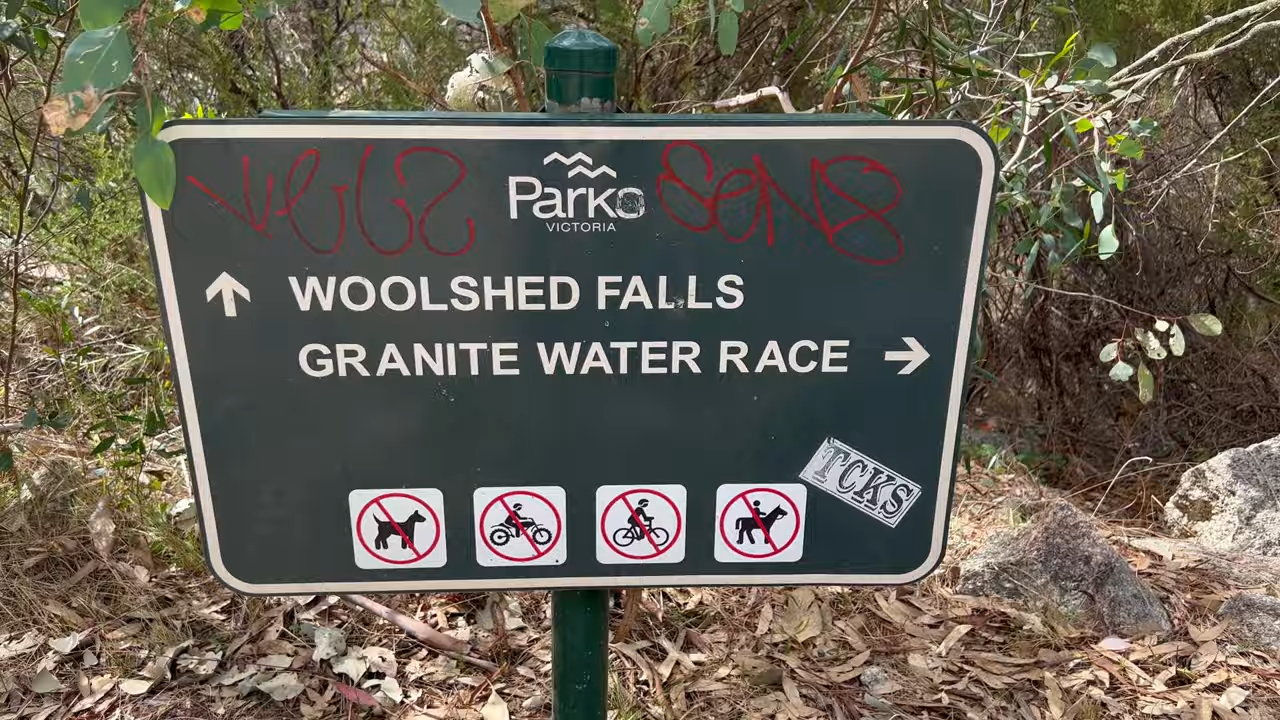 Parks
VICTORIA
WOOLSHED FALLS
GRANITE WATER RACE
TCKS